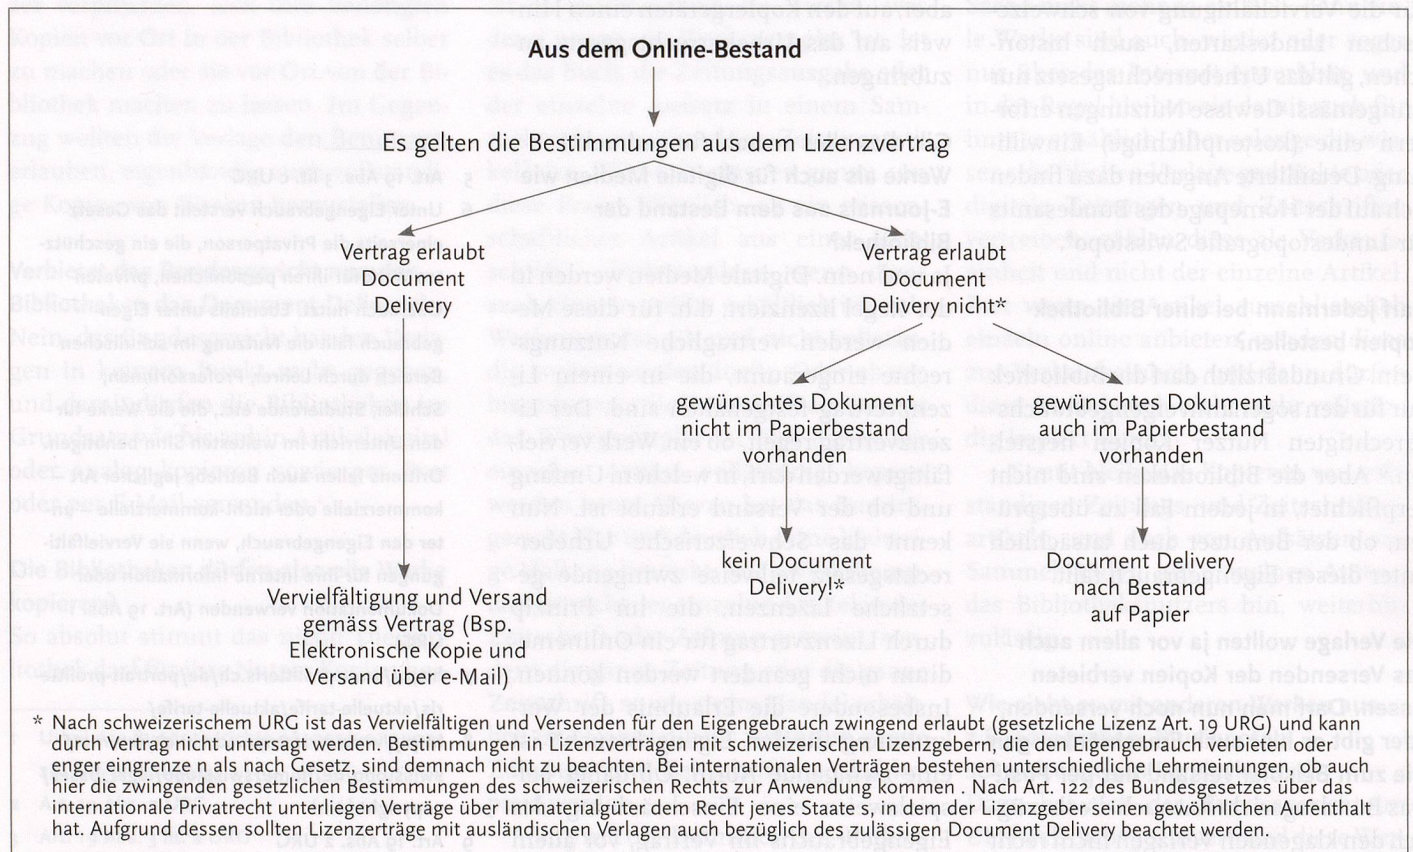 Aus dem Online-Bestand
Es gelten die Bestimmungen aus dem Lizenzvertrag
Vertrag erlaubt
Document
Delivery
Vertrag erlaubt
Document
Delivery nicht*
gewünschtes Dokument
nicht im Papierbestand
vorhanden
gewünschtes Dokument
auch im Papierbestand
vorhanden
kein Document
Delivery!*
Document Delivery
nach Bestand
auf Papier
Vervielfältigung und Versand
gemäss Vertrag (Bsp.
Elektronische Kopie und
Versand über e-Mail)
* Nach schweizerischem URG ist das Vervielfältigen und Versenden für den Eigengebrauch zwingend erlaubt (gesetzliche Lizenz Art. 19 URG) und kann
durch Vertrag nicht untersagt werden. Bestimmungen in Lizenzverträgen mit schweizerischen Lizenzgebern, die den Eigengebrauch verbieten oder
enger eingrenze n als nach Gesetz, sind demnach nicht zu beachten. Bei internationalen Verträgen bestehen unterschiedliche Lehrmeinungen, ob auch
hier die zwingenden gesetzlichen Bestimmungen des schweizerischen Rechts zur Anwendung kommen . Nach Art. 122 des Bundesgesetzes über das
Internationale Privatrecht unterliegen Verträge über Immaterialgüter dem Recht jenes Staate s, in dem der Lizenzgeber seinen gewöhnlichen Aufenthalt
hat. Aufgrund dessen sollten Lizenzerträge mit ausländischen Verlagen auch bezüglich des zulässigen Document Delivery beachtet werden.